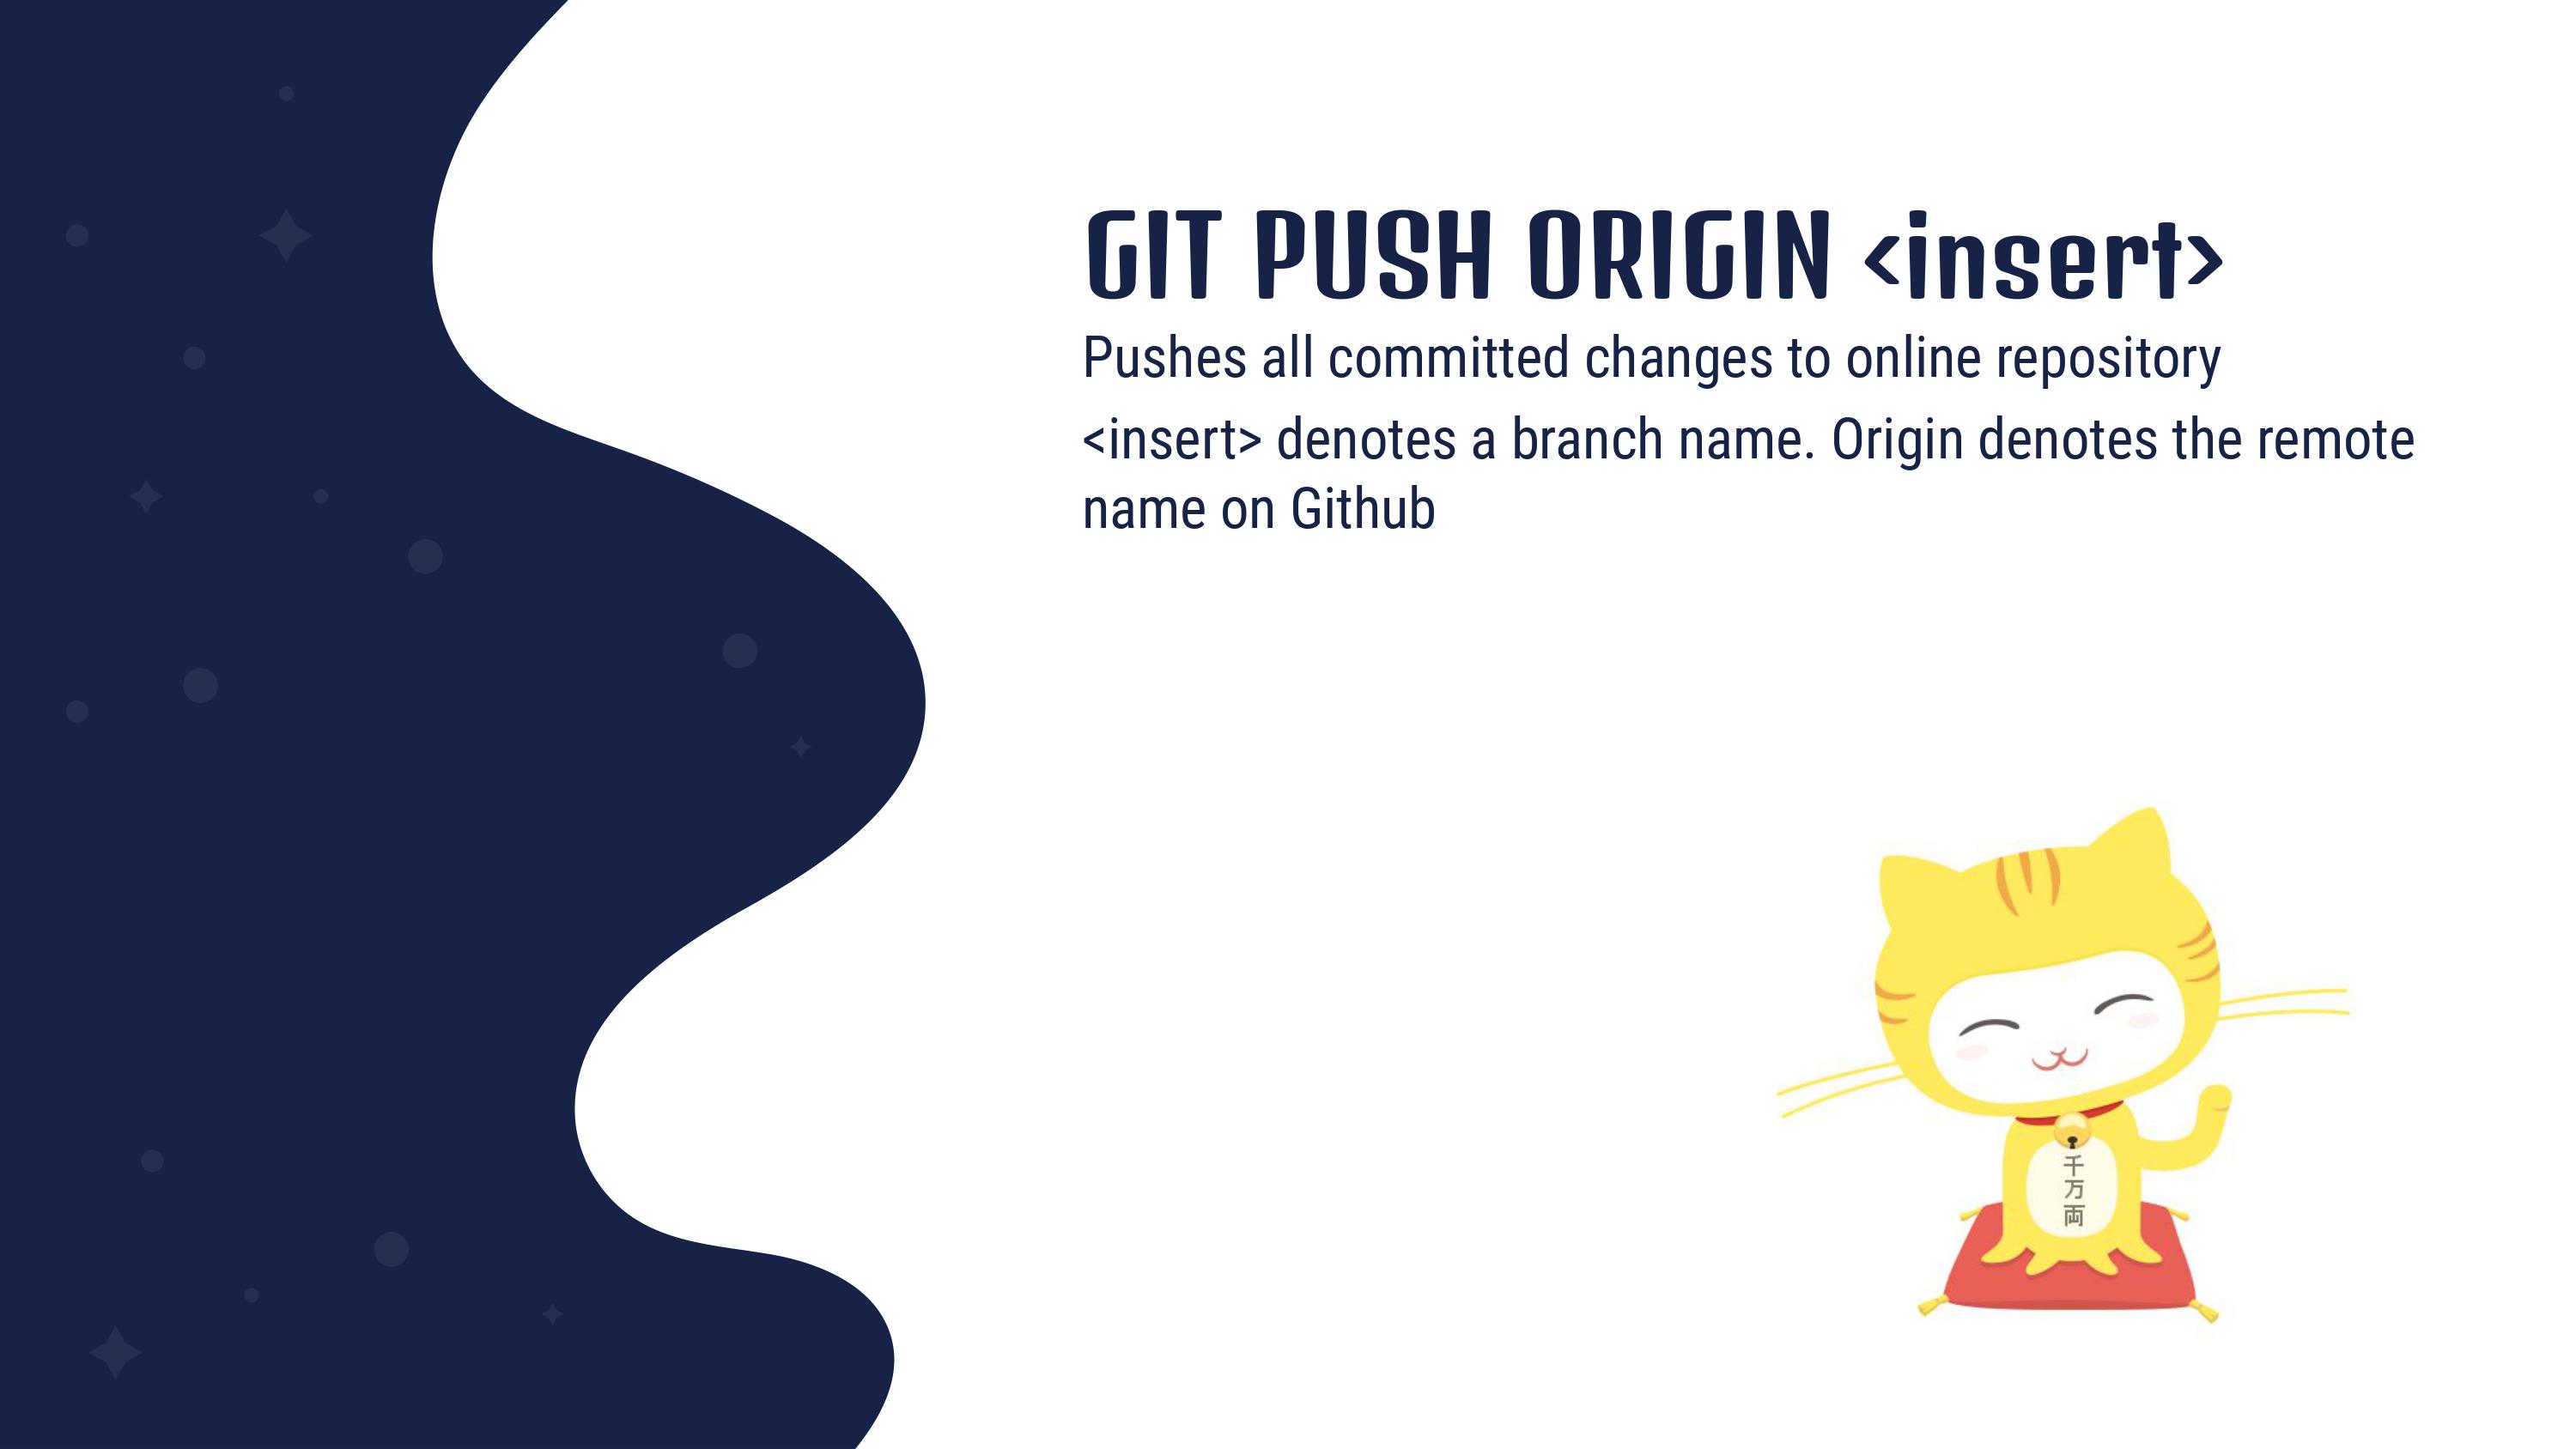 GIT PUSH ORIGIN <insert>
Pushes all committed changes to online repository
<insert> denotes a branch name. Origin denotes the remote
name on Github
千
万
両